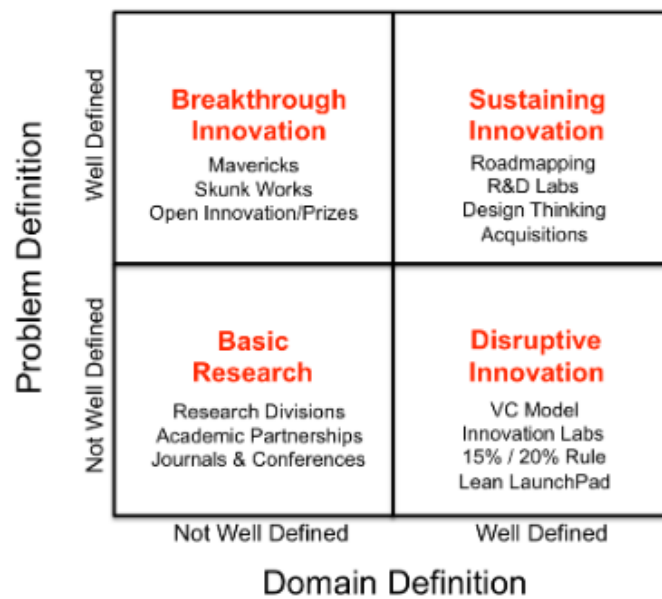 Problem Definition
Well Defined
Not Well Defined
Breakthrough
Innovation
Mavericks
Skunk Works
Open Innovation/Prizes
Sustaining
Innovation
Roadmapping
R&D Labs
Design Thinking
Acquisitions
Basic
Research
Research Divisions
Academic Partnerships
Journals & Conferences
Disruptive
Innovation
VC Model
Innovation Labs
15% / 20% Rule
Lean LaunchPad
Not Well Defined
Well Defined
Domain Definition